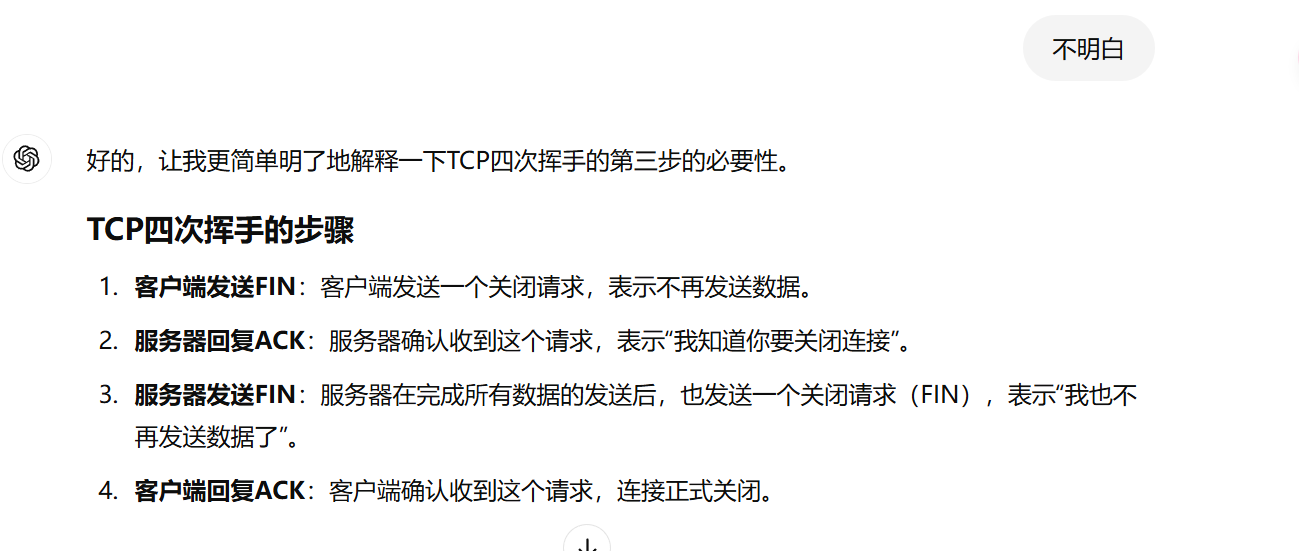 不明白
好的，让我更简单明了地解释一下TCP四次挥手的第三步的必要性。
TCP四次挥手的步骤
1. 客户端发送FIN：客户端发送一个关闭请求，表示不再发送数据。
2. 服务器回复ACK：服务器确认收到这个请求，表示“我知道你要关闭连接”。
3. 服务器发送FIN：服务器在完成所有数据的发送后，也发送一个关闭请求（FIN），表示“我也不
再发送数据了”。
4. 客户端回复ACK：客户端确认收到这个请求，连接正式关闭。